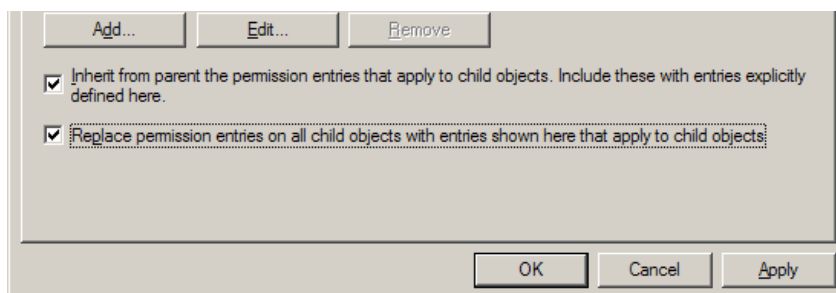 Add...
Edit...
Remove
Inherit from parent the permission entries that apply to child objects. Include these with entries explicitly
defined here.
Replace permission entries on all child objects with entries shown here that apply to child objects
OK
Cancel
Apply